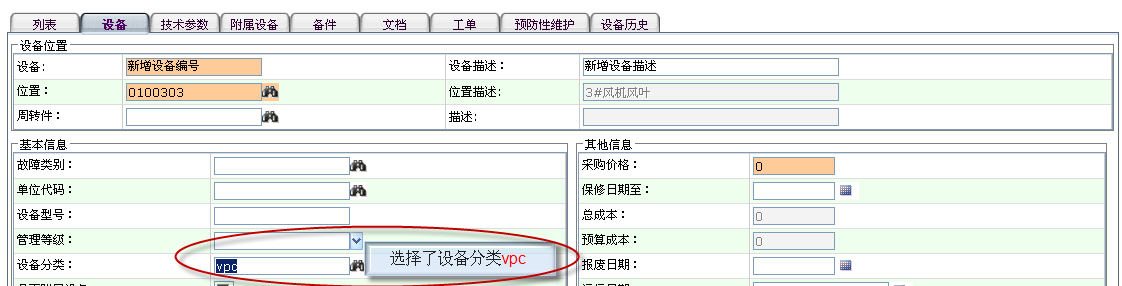 列表 设备 技术参数 附属设备 备件 文档 工单 预防性维护 设备历史
设备位置
设备: 新增设备编号 设备描述: 新增设备描述
位置: 0100303 位置描述: 3#风机风叶
周转件: 描述:
基本信息 其他信息
故障类别: 采购价格: 0
单位代码: 保修日期至:
设备型号: 总成本: 0
管理等级: 预算成本: 0
设备分类: vpc 选择了设备分类vpc 报废日期: